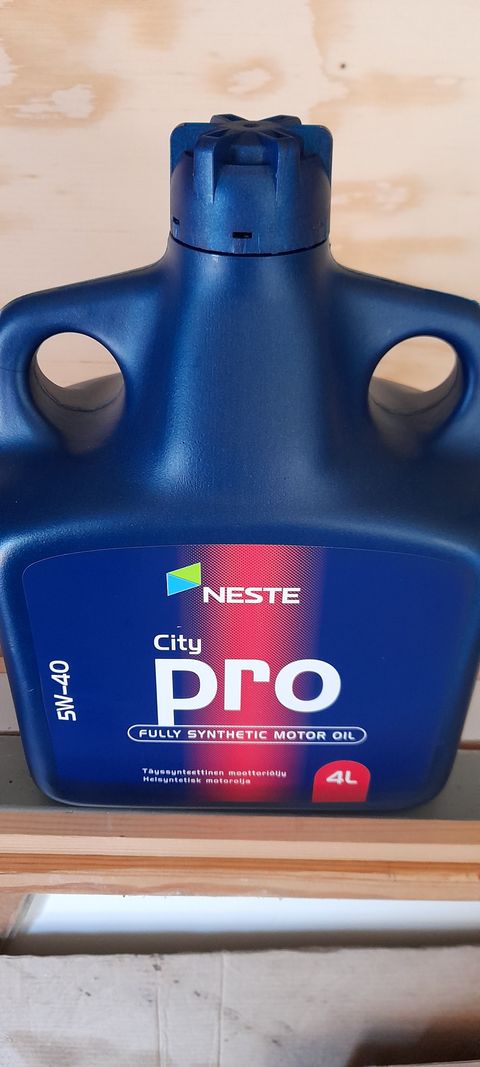 NESTE
City
pro
5W-40
FULLY SYNTHETIC MOTOR OIL
Täyssynteettinen moottoriöljy
Helsyntetisk motorolja
4L